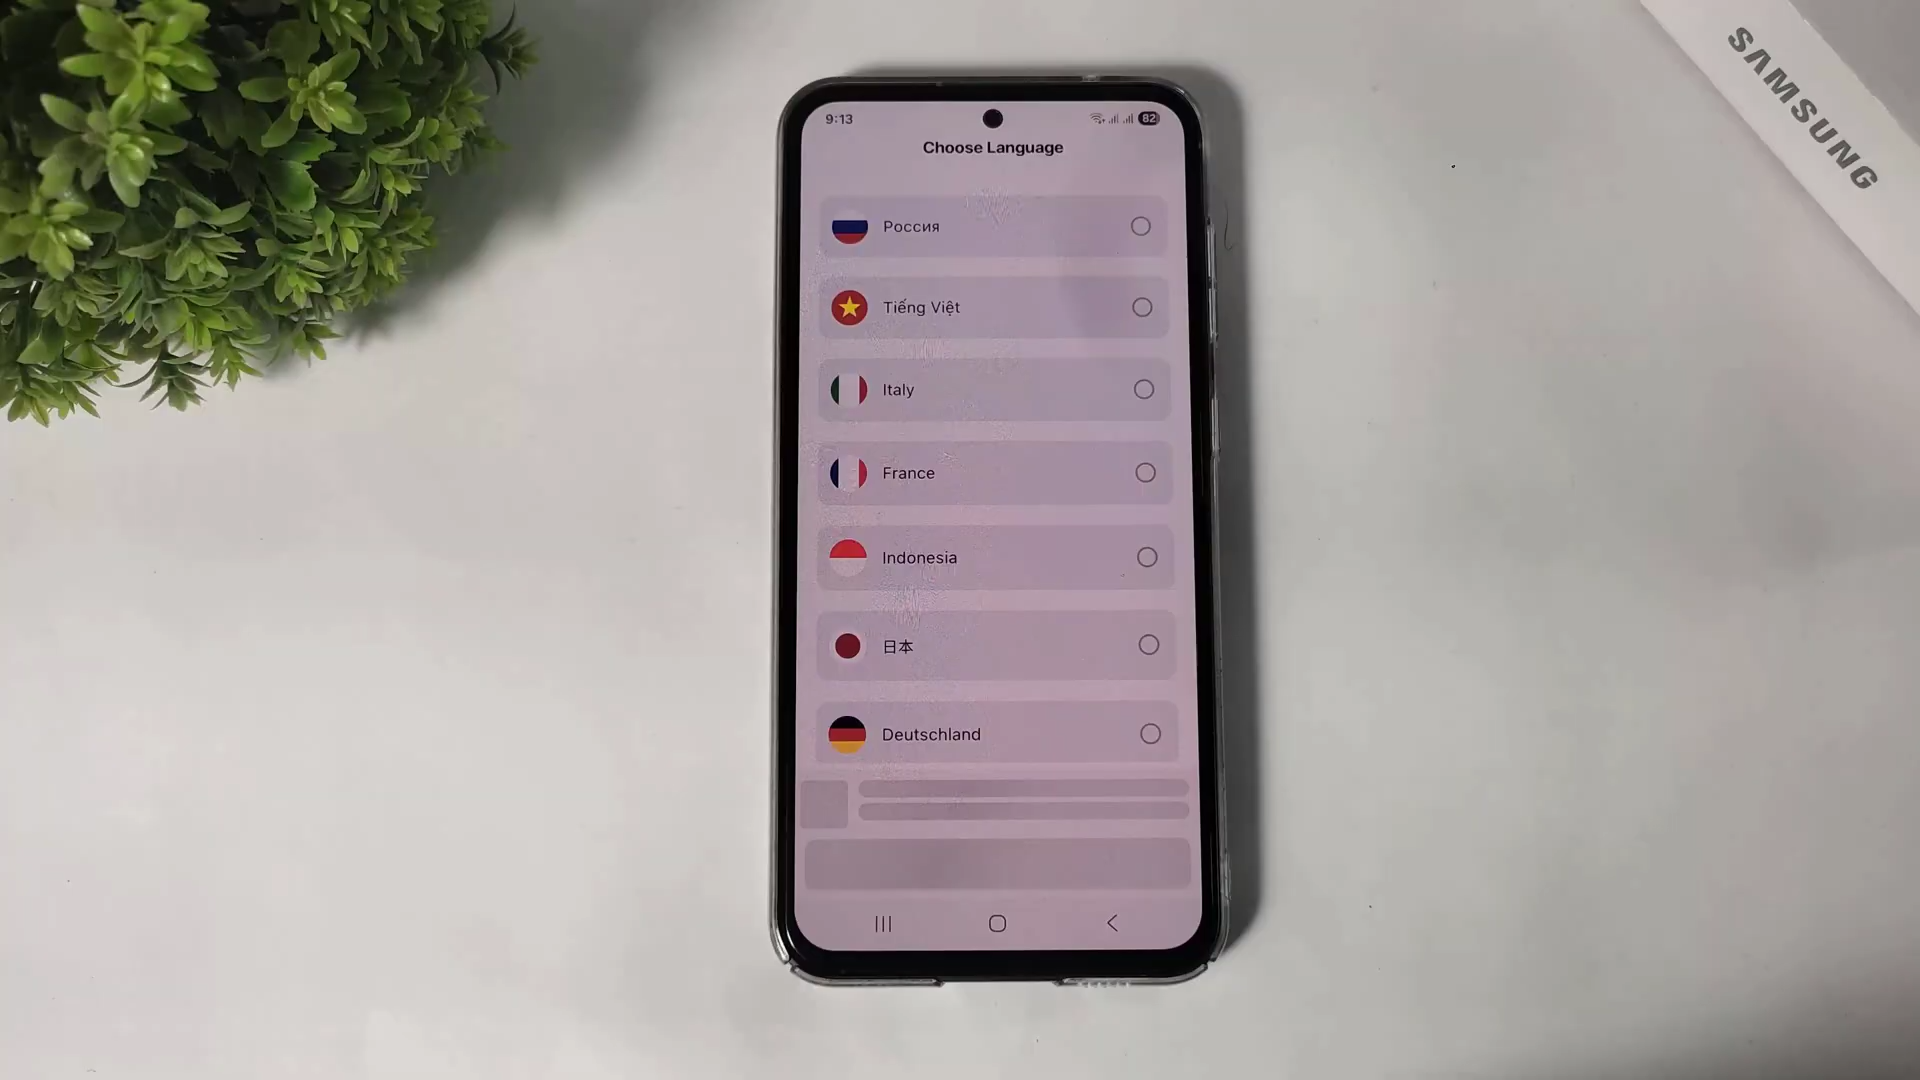 SAMSUNG
9:13
82
Choose Language
Россия
Tiếng Việt
Italy
France
Indonesia
日本
Deutschland